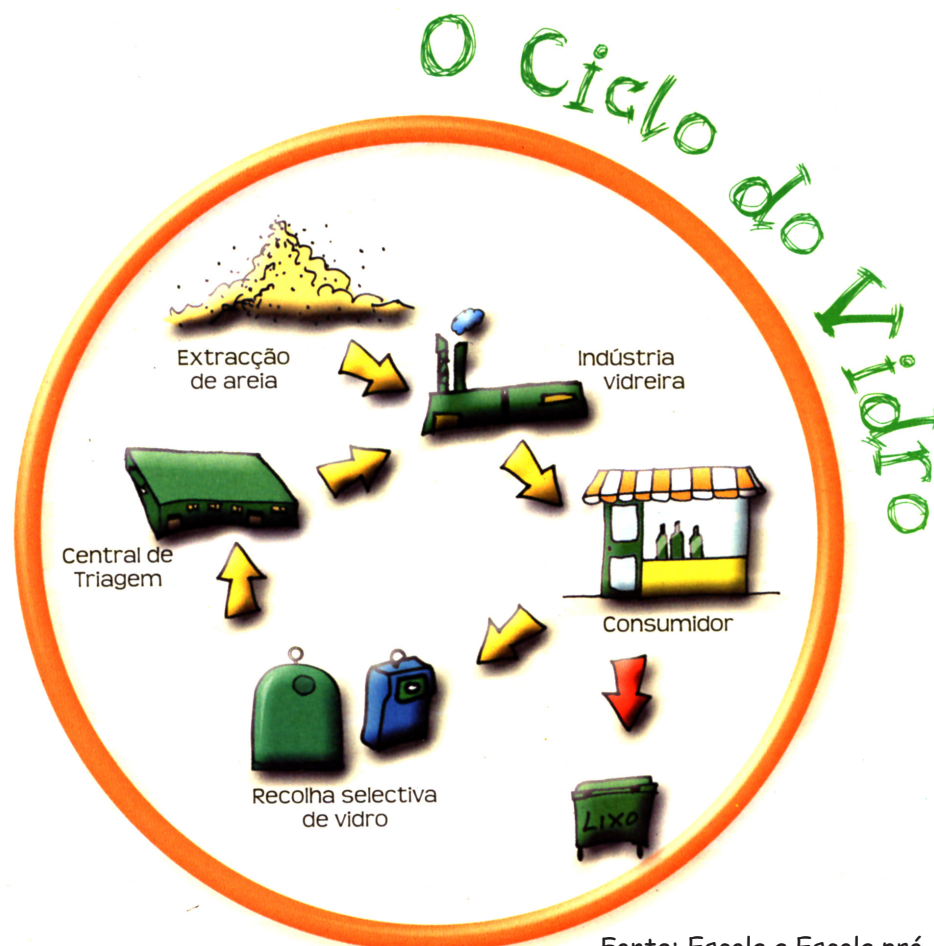 O Ciclo do Vidro
Extracção
de areia
Indústria
vidreira
Central de
Triagem
Consumidor
Recolha selectiva
de vidro
LIXO